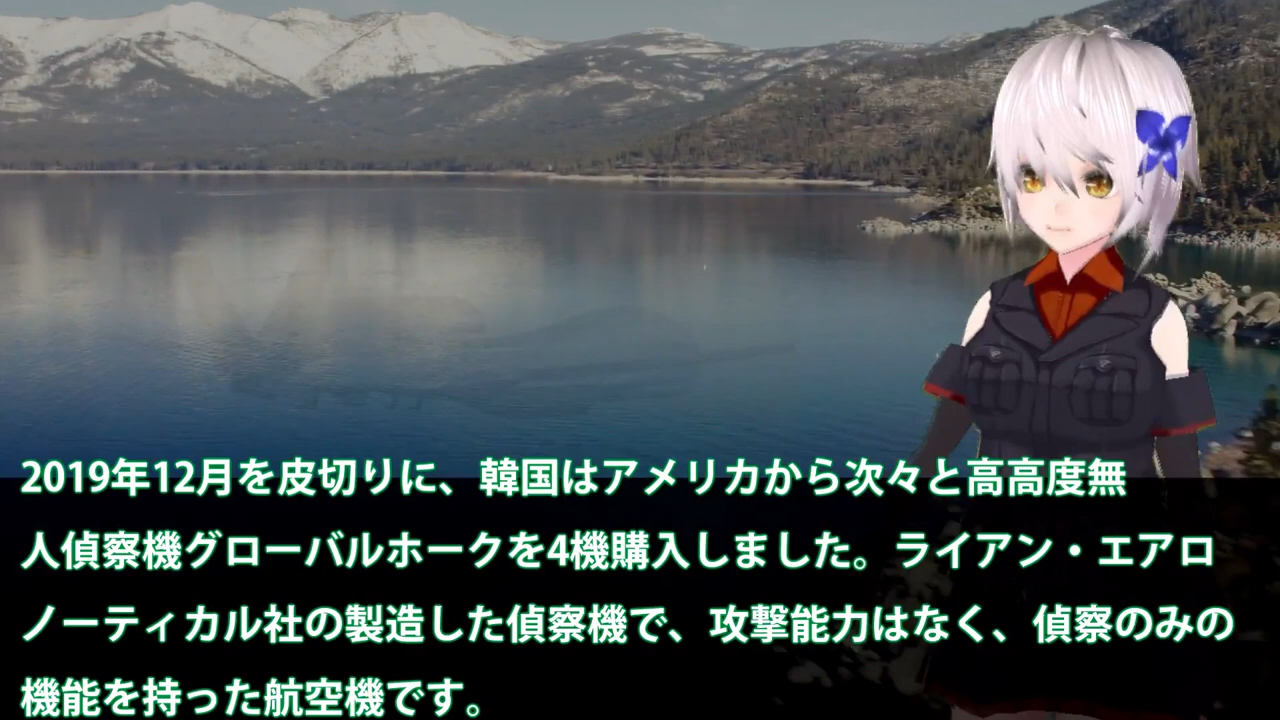 2019年12月を皮切りに、韓国はアメリカから次々と高高度無
人偵察機グローバルホークを4機購入しました。ライアン・エアロ
ノーティカル社の製造した偵察機で、攻撃能力はなく、偵察のみの
機能を持った航空機です。